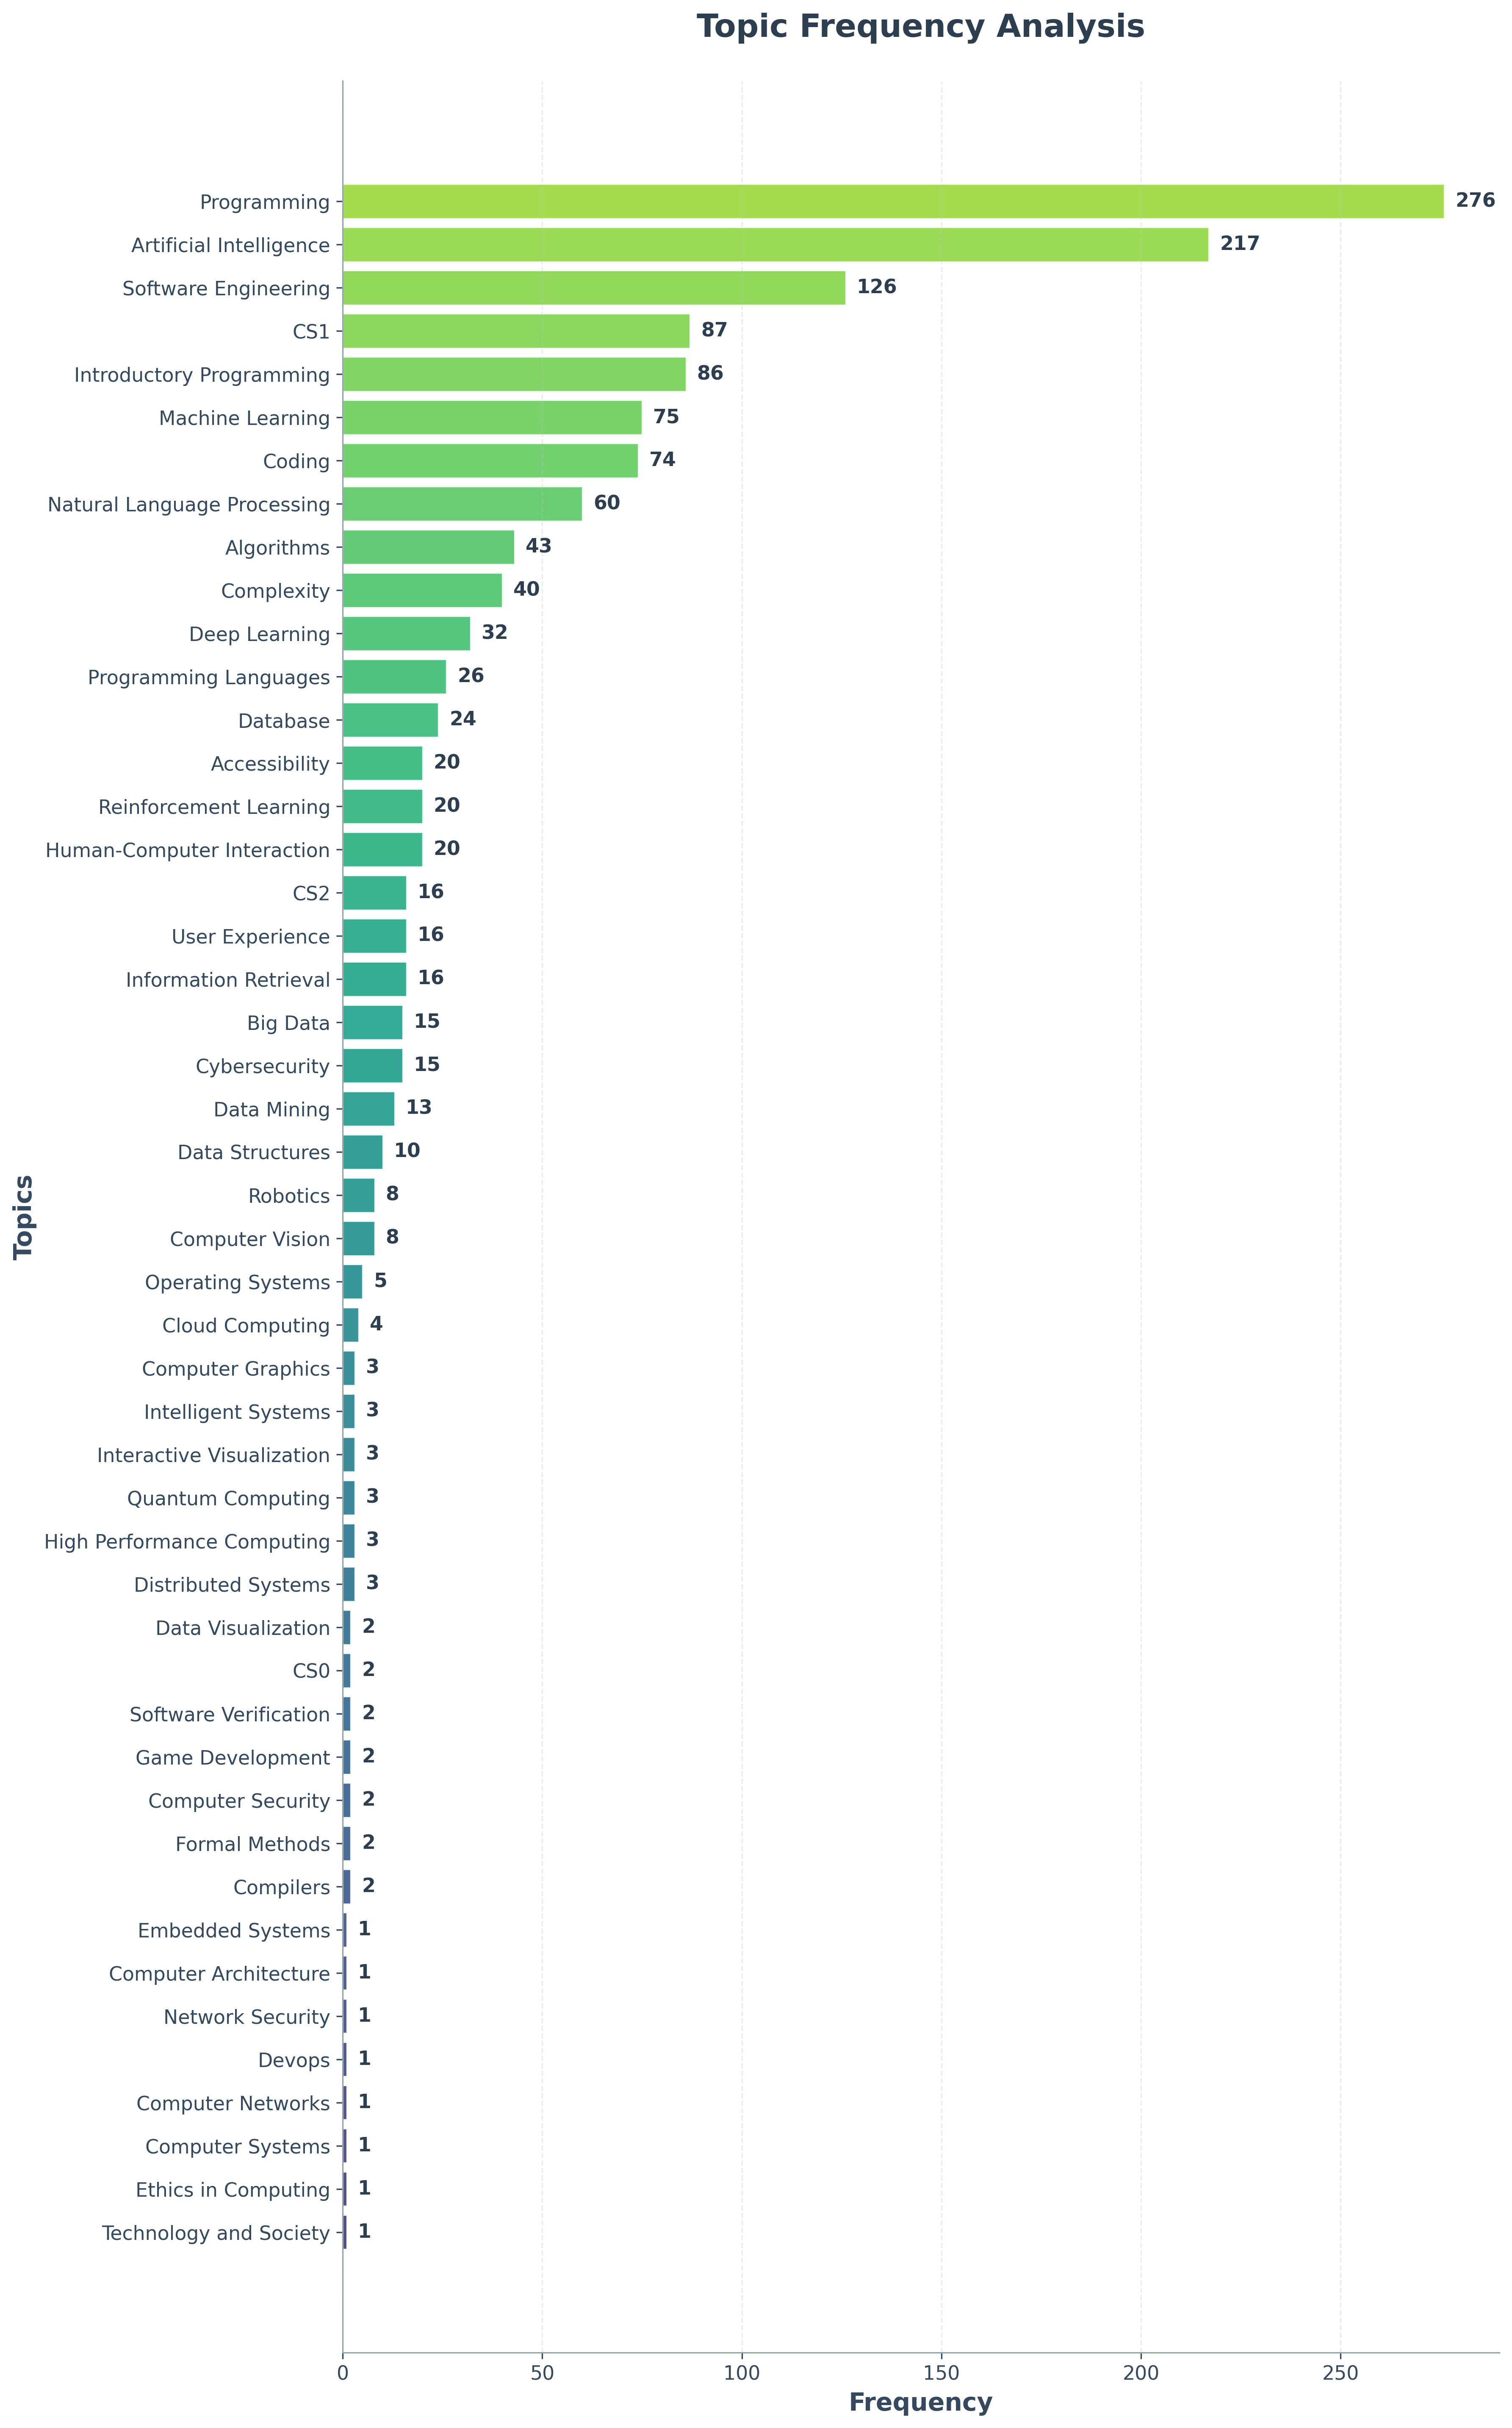 Topic Frequency Analysis
Programming 276
Artificial Intelligence 217
Software Engineering 126
CS1 87
Introductory Programming 86
Machine Learning 75
Coding 74
Natural Language Processing 60
Algorithms 43
Complexity 40
Deep Learning 32
Programming Languages 26
Database 24
Accessibility 20
Reinforcement Learning 20
Human-Computer Interaction 20
CS2 16
User Experience 16
Information Retrieval 16
Big Data 15
Cybersecurity 15
Data Mining 13
Data Structures 10
Robotics 8
Computer Vision 8
Operating Systems 5
Cloud Computing 4
Computer Graphics 3
Intelligent Systems 3
Interactive Visualization 3
Quantum Computing 3
High Performance Computing 3
Distributed Systems 3
Data Visualization 2
CS0 2
Software Verification 2
Game Development 2
Computer Security 2
Formal Methods 2
Compilers 2
Embedded Systems 1
Computer Architecture 1
Network Security 1
Devops 1
Computer Networks 1
Computer Systems 1
Ethics in Computing 1
Technology and Society 1
Topics
0 50 100 150 200 250
Frequency